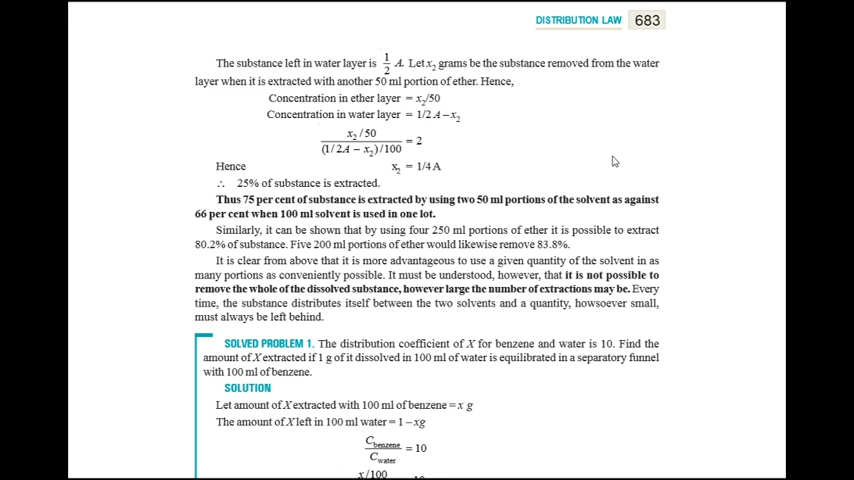 DISTRIBUTION LAW 683
The substance left in water layer is 1/2 A. Let x₂ grams be the substance removed from the water
layer when it is extracted with another 50 ml portion of ether. Hence,
Concentration in ether layer = x₂/50
Concentration in water layer = 1/2 A – x₂
x₂ / 50
(1/ 2A – x₂) / 100
= 2
Hence x₂ = 1/4 A
∴ 25% of substance is extracted.
Thus 75 per cent of substance is extracted by using two 50 ml portions of the solvent as against
66 per cent when 100 ml solvent is used in one lot.
Similarly, it can be shown that by using four 250 ml portions of ether it is possible to extract
80.2% of substance. Five 200 ml portions of ether would likewise remove 83.8%.
It is clear from above that it is more advantageous to use a given quantity of the solvent in as
many portions as conveniently possible. It must be understood, however, that it is not possible to
remove the whole of the dissolved substance, however large the number of extractions may be. Every
time, the substance distributes itself between the two solvents and a quantity, howsoever small,
must always be left behind.
SOLVED PROBLEM 1. The distribution coefficient of X for benzene and water is 10. Find the
amount of X extracted if 1 g of it dissolved in 100 ml of water is equilibrated in a separatory funnel
with 100 ml of benzene.
SOLUTION
Let amount of X extracted with 100 ml of benzene = x g
The amount of X left in 100 ml water = 1 – xg
C benzene
C water
= 10
x/100